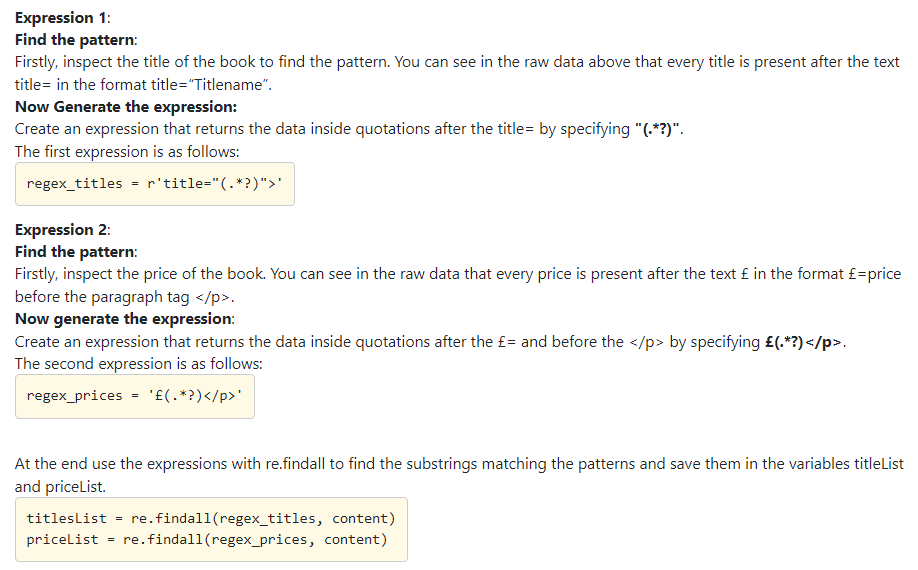 Expression 1:
Find the pattern:
Firstly, inspect the title of the book to find the pattern. You can see in the raw data above that every title is present after the text
title= in the format title="Titlename".
Now Generate the expression:
Create an expression that returns the data inside quotations after the title= by specifying "(.*?)".
The first expression is as follows:
regex_titles = r'title="(.*?)">'
Expression 2:
Find the pattern:
Firstly, inspect the price of the book. You can see in the raw data that every price is present after the text £ in the format £=price
before the paragraph tag </p>.
Now generate the expression:
Create an expression that returns the data inside quotations after the £= and before the </p> by specifying £(.*?)</p>.
The second expression is as follows:
regex_prices = '£(.*?)</p>'
At the end use the expressions with re.findall to find the substrings matching the patterns and save them in the variables titleList
and priceList.
titlesList = re.findall(regex_titles, content)
priceList = re.findall(regex_prices, content)